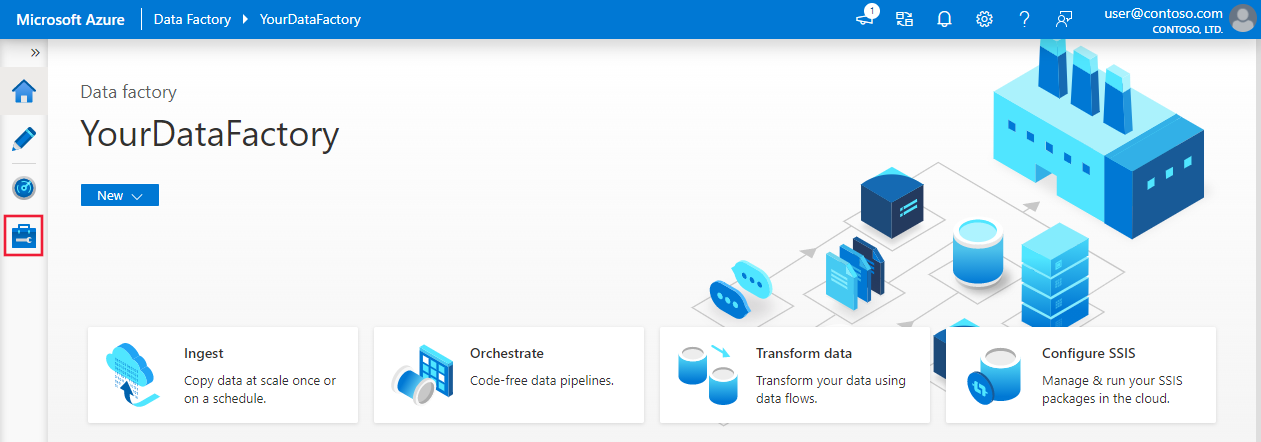 Microsoft Azure
Data Factory
YourDataFactory
1
user@contoso.com
CONTOSO, LTD.
»
Data factory
YourDataFactory
New
Ingest
Copy data at scale once or
on a schedule.
Orchestrate
Code-free data pipelines.
Transform data
Transform your data using
data flows.
Configure SSIS
Manage & run your SSIS
packages in the cloud.